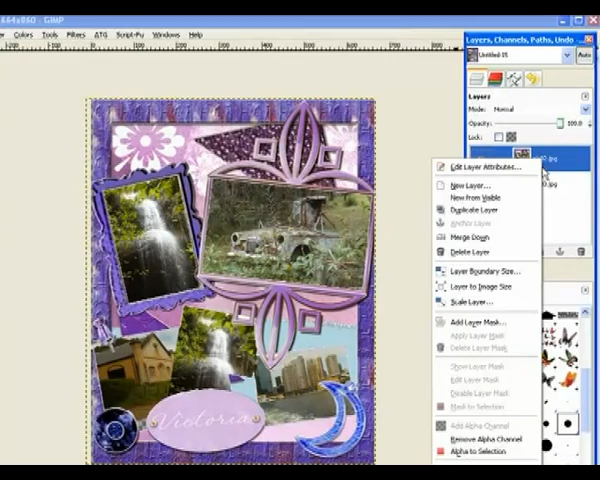 664x860 - GIMP
Colors Tools Filters ATG Script-Fu Windows Help
Layers, Channels, Paths, Undo -
Untitled-15
Auto
Layers
Mode: Normal
Opacity: 100.0
Lock:
Edit Layer Attributes...
New Layer...
New from Visible
Duplicate Layer
Anchor Layer
Merge Down
Delete Layer
Layer Boundary Size...
Layer to Image Size
Scale Layer...
Add Layer Mask...
Apply Layer Mask
Delete Layer Mask
Show Layer Mask
Edit Layer Mask
Disable Layer Mask
Mask to Selection
Add Alpha Channel
Remove Alpha Channel
Alpha to Selection
Victoria